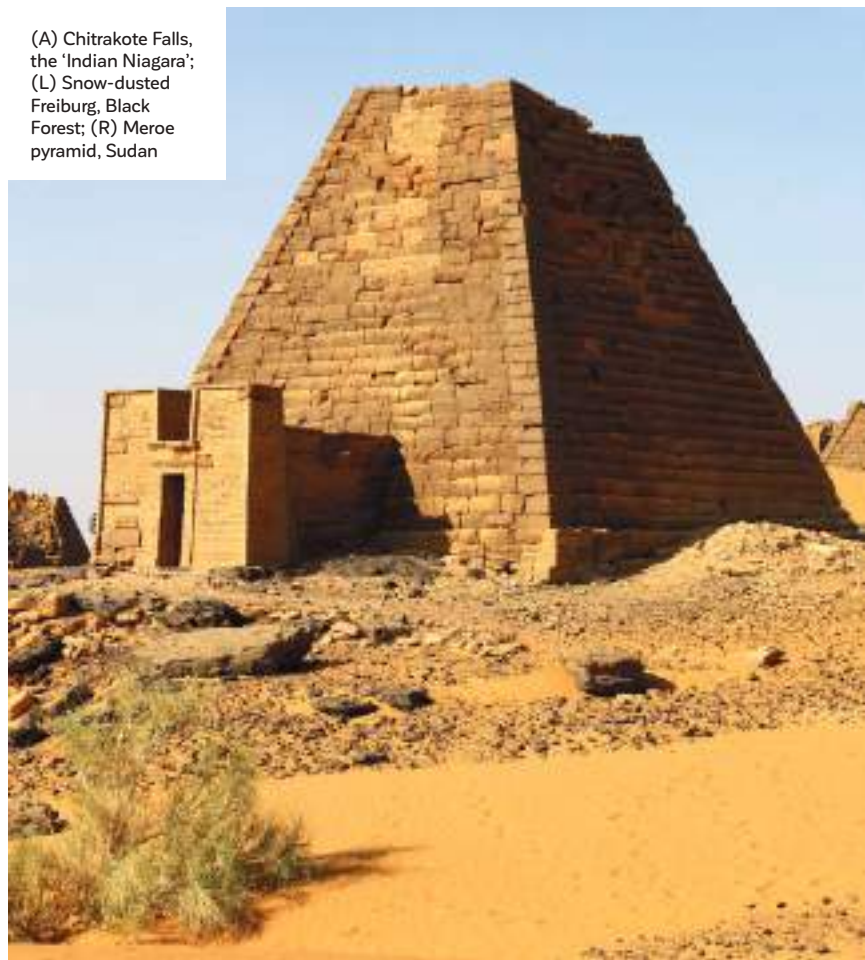 (A) Chitrakote Falls,
the ‘Indian Niagara’;
(L) Snow-dusted
Freiburg, Black
Forest; (R) Meroe
pyramid, Sudan